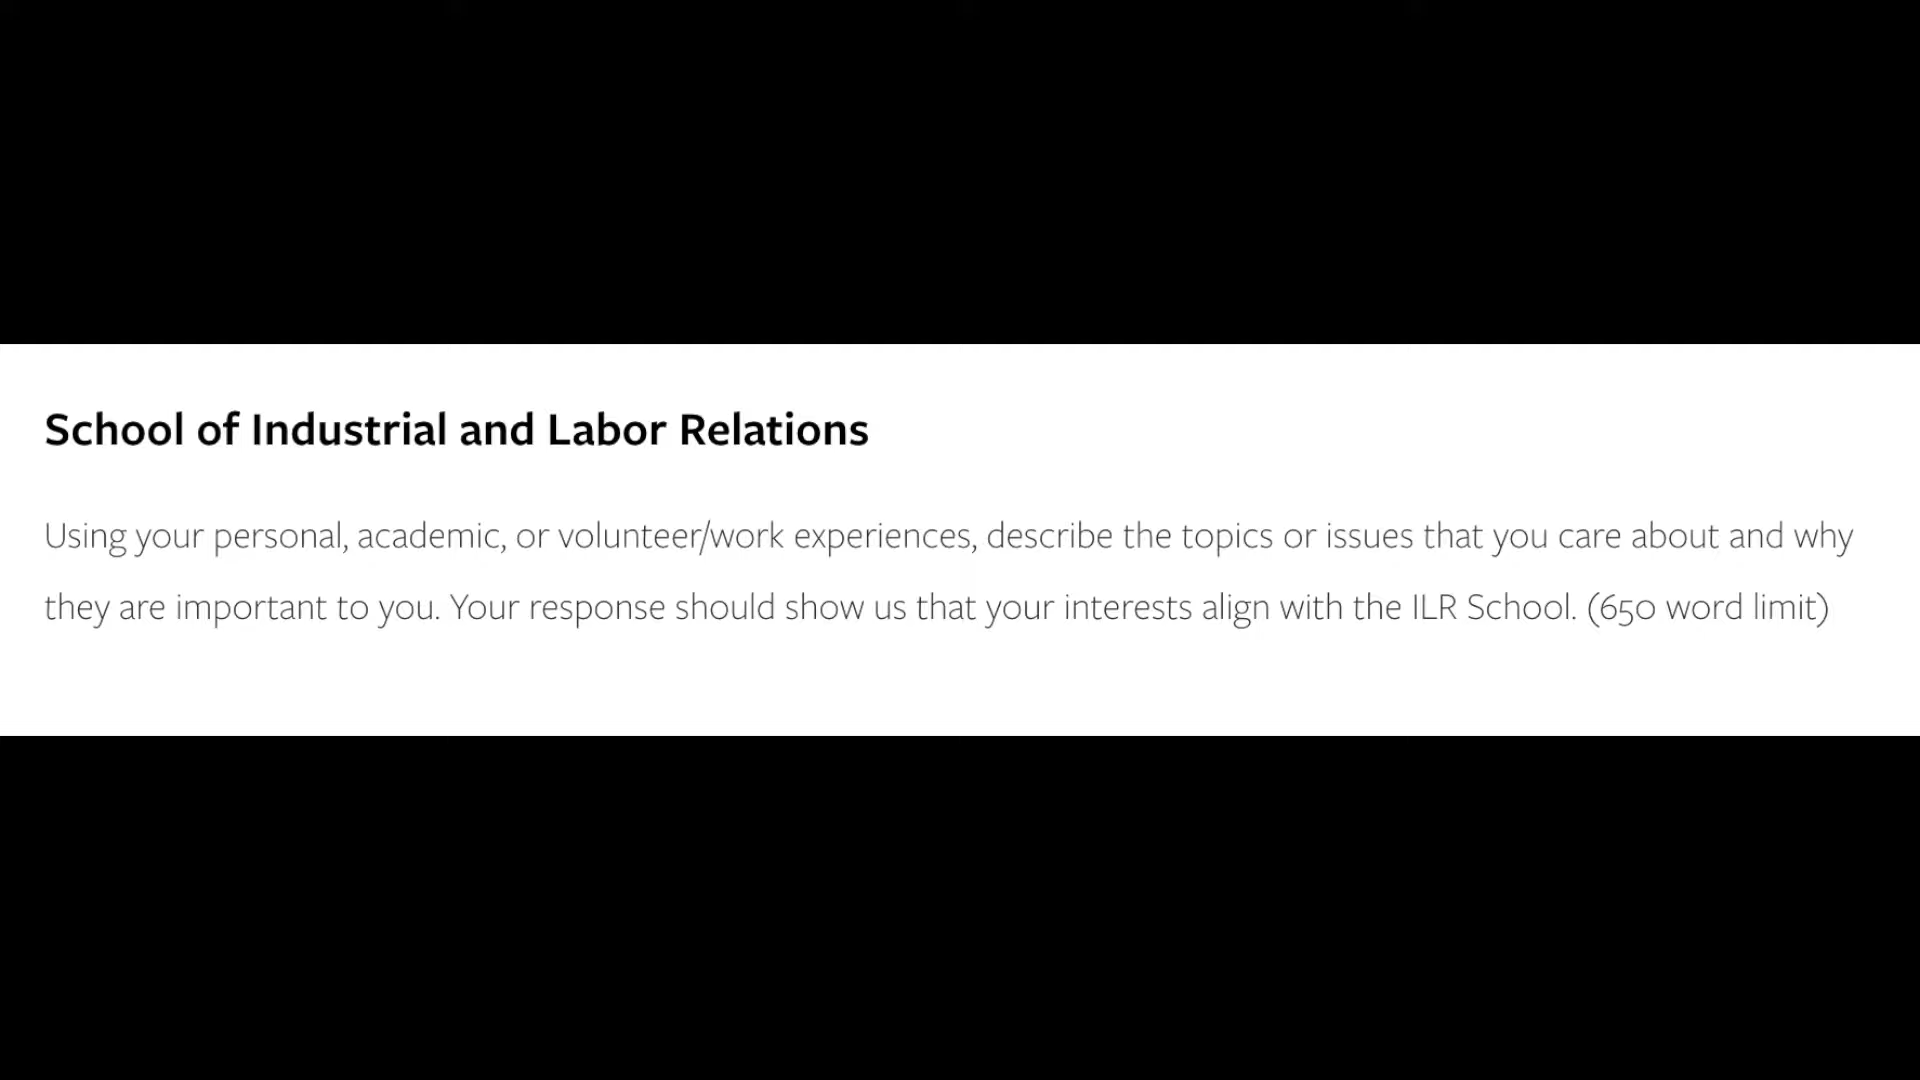 School of Industrial and Labor Relations
Using your personal, academic, or volunteer/work experiences, describe the topics or issues that you care about and why
they are important to you. Your response should show us that your interests align with the ILR School. (650 word limit)